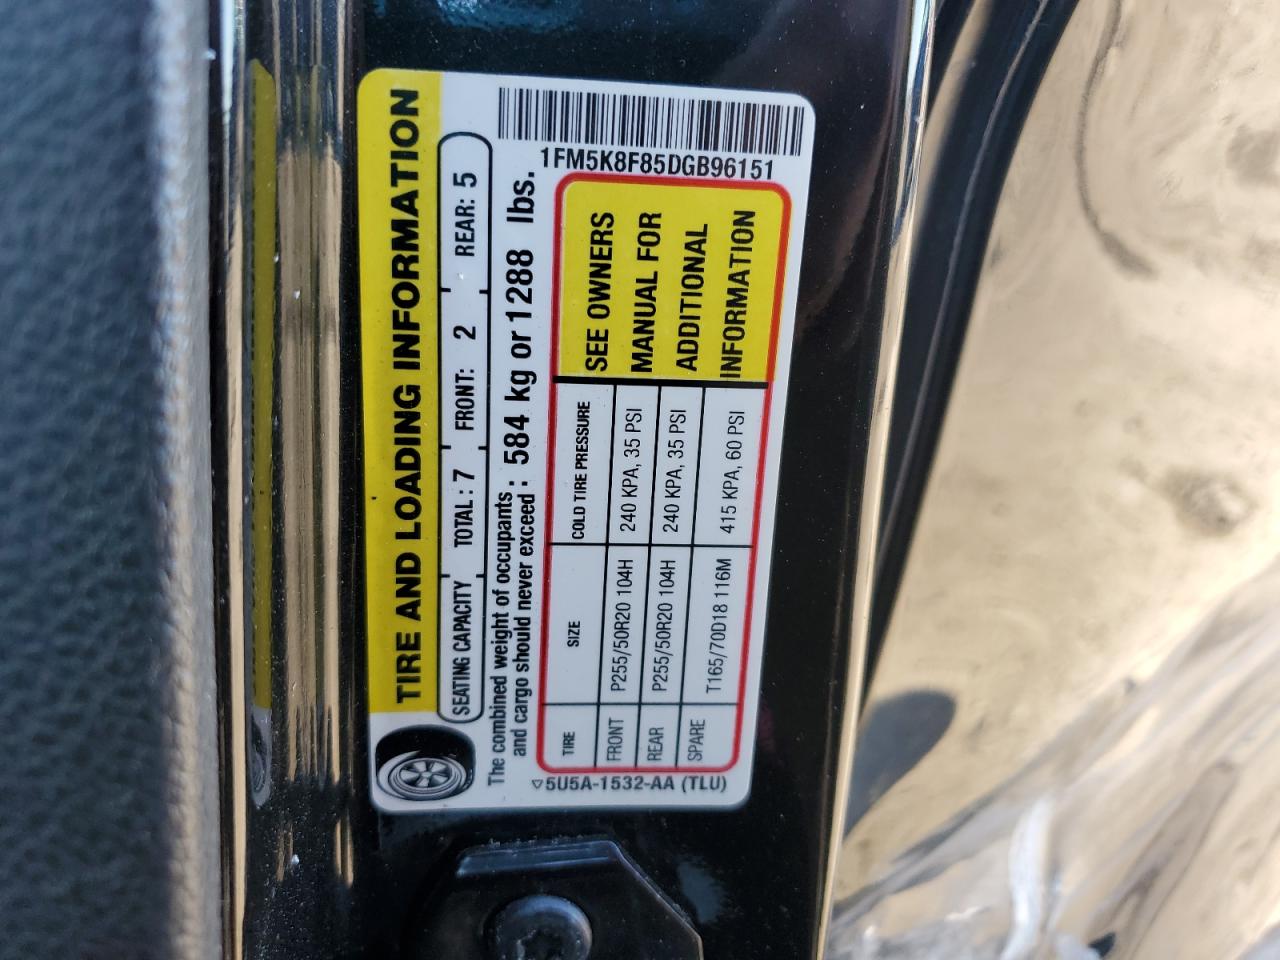 TIRE AND LOADING INFORMATION
SEATING CAPACITY TOTAL: 7 FRONT: 2 REAR: 5
The combined weight of occupants
and cargo should never exceed: 584 kg or 1288 lbs.
TIRE SIZE COLD TIRE PRESSURE
FRONT P255/50R20 104H 240 KPA, 35 PSI
REAR P255/50R20 104H 240 KPA, 35 PSI
SPARE T165/70D18 116M 415 KPA, 60 PSI
SEE OWNERS
MANUAL FOR
ADDITIONAL
INFORMATION
▽5U5A-1532-AA (TLU)
1FM5K8F85DGB96151